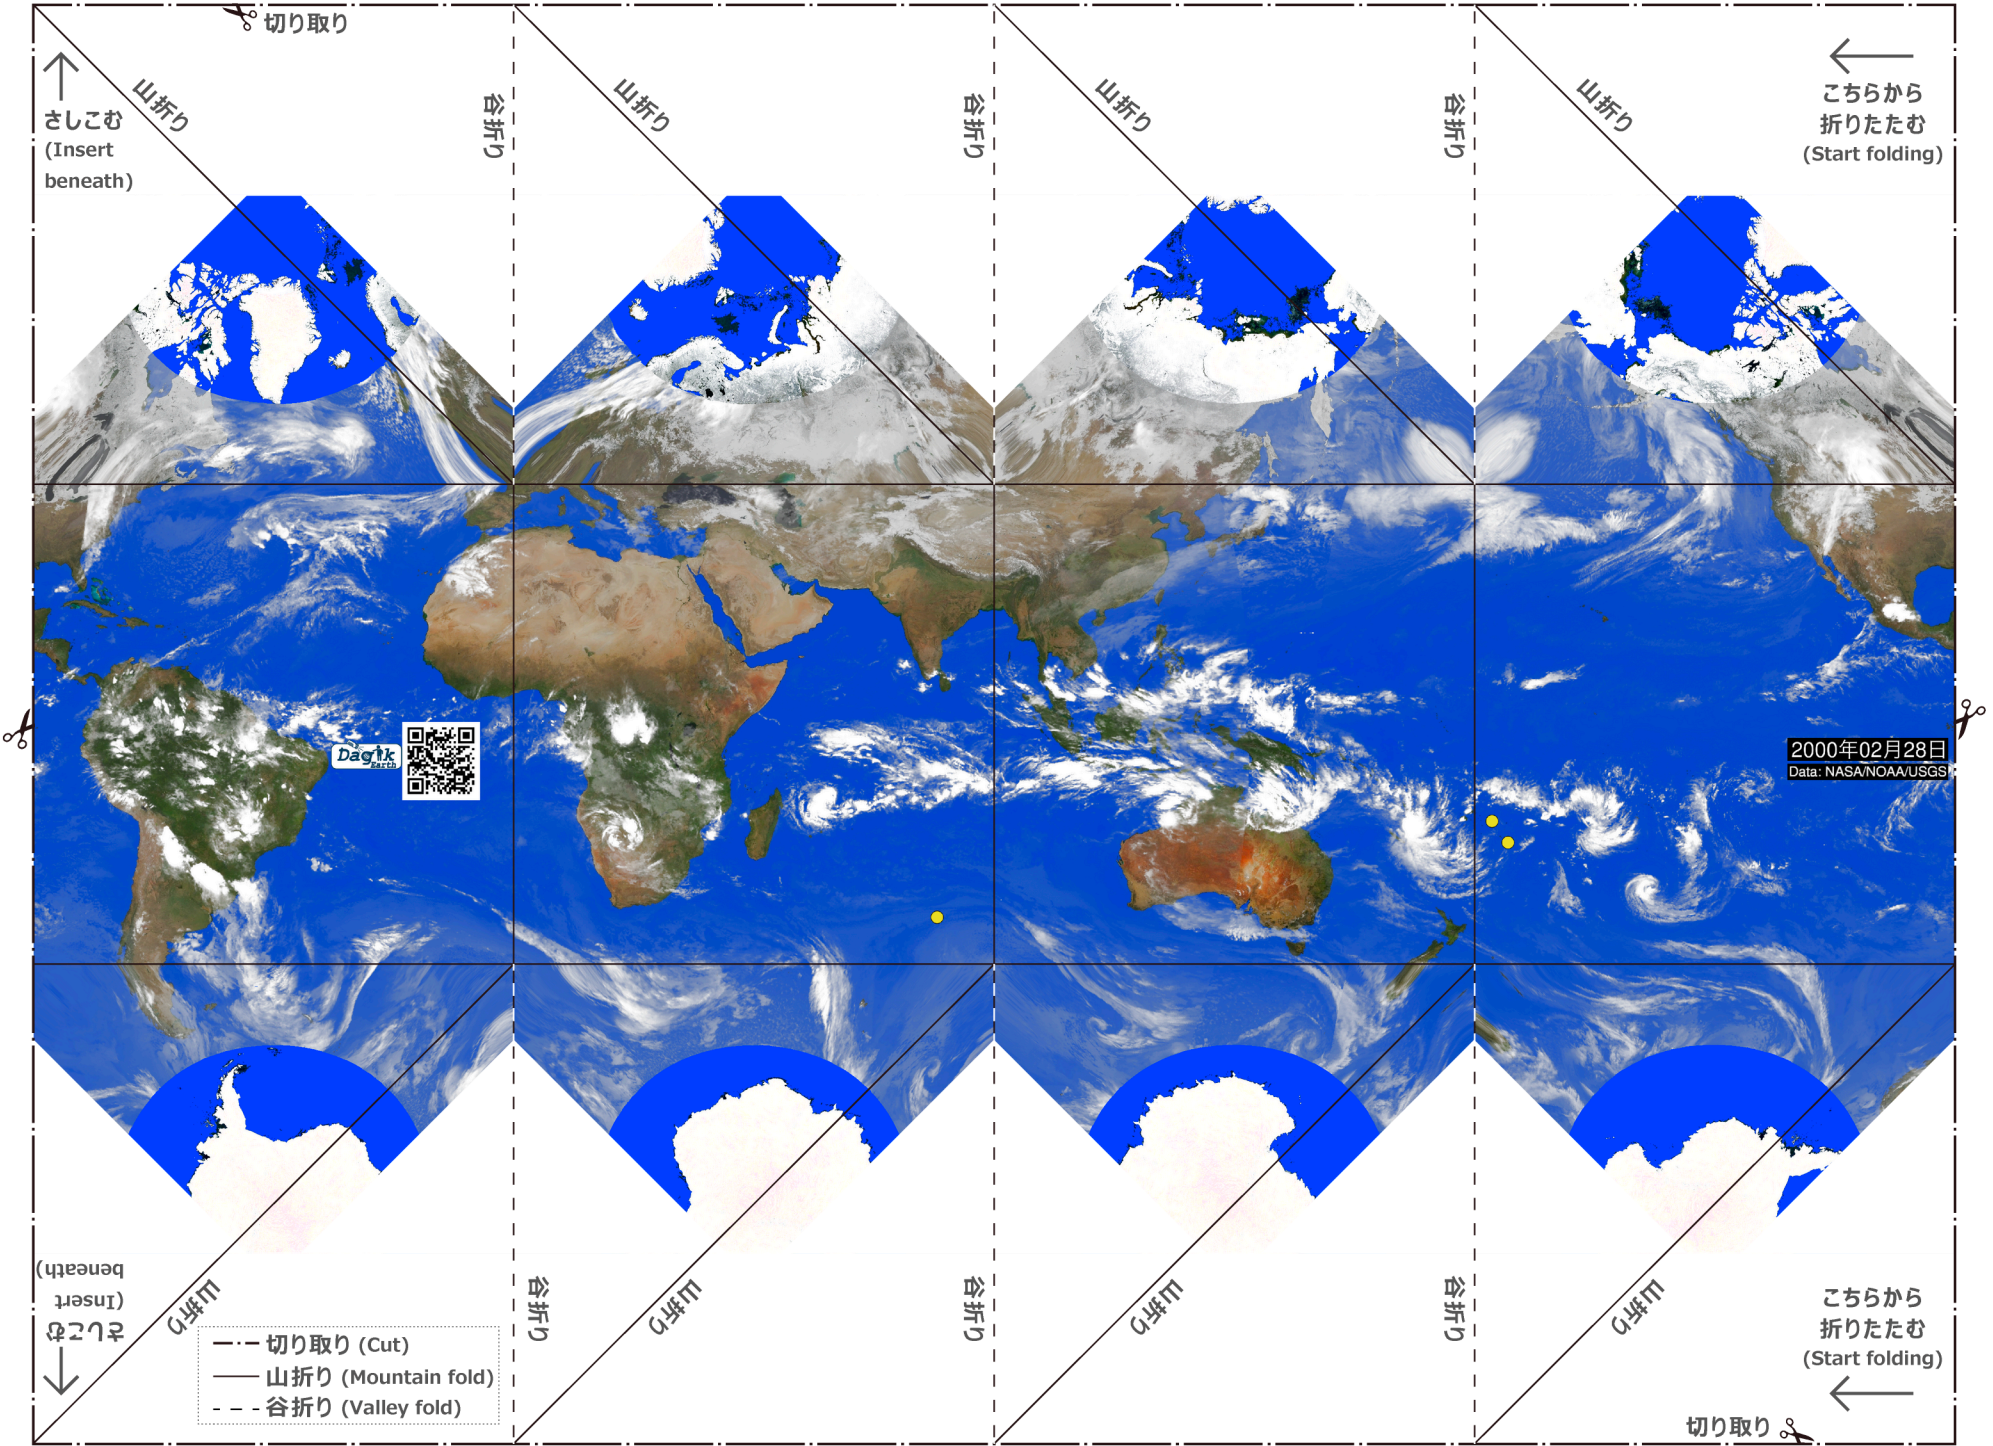 切り取り
山折り
谷折り
山折り
谷折り
山折り
谷折り
山折り
さしこむ
(Insert
beneath)
こちらから
折りたたむ
(Start folding)
Dagik
Earth
2000年02月28日
Data: NASA/NOAA/USGS
さしこむ
(Insert
beneath)
山折り
谷折り
山折り
谷折り
山折り
谷折り
山折り
こちらから
折りたたむ
(Start folding)
切り取り (Cut)
山折り (Mountain fold)
谷折り (Valley fold)
切り取り